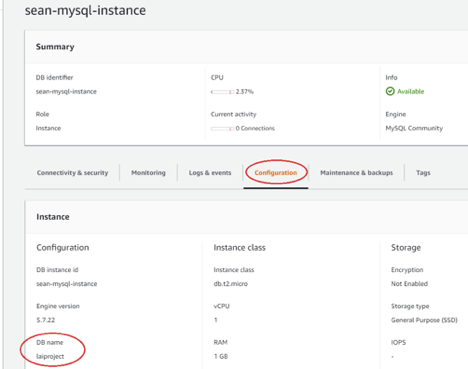 sean-mysql-instance
Summary
DB identifier CPU Info
sean-mysql-instance 2.37% Available
Role Current activity Engine
Instance 0 Connections MySQL Community
Connectivity & security Monitoring Logs & events Configuration Maintenance & backups Tags
Instance
Configuration Instance class Storage
DB instance id Instance class Encryption
sean-mysql-instance db.t2.micro Not Enabled
Engine version vCPU Storage type
5.7.22 1 General Purpose (SSD)
DB name RAM IOPS
laiproject 1 GB -